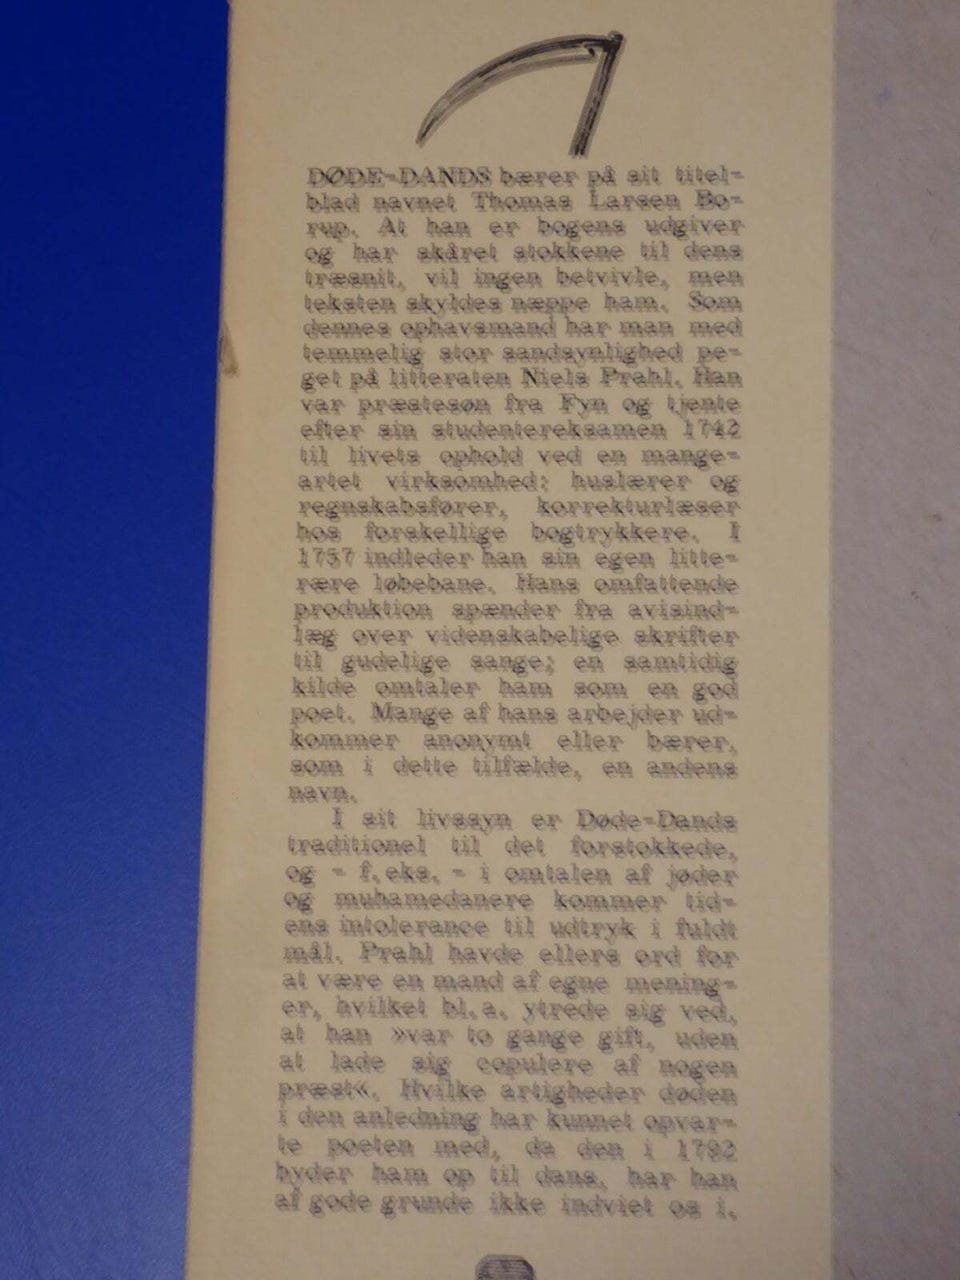 DØDE-DANDS bærer på sit titel-
blad navnet Thomas Larsen Bo-
rup. At han er bogens udgiver
og har skåret stokkene til dens
træsnit, vil ingen betvivle, men
teksten skyldes næppe ham. Som
dennes ophavsmand har man med
temmelig stor sandsynlighed pe-
get på litteraten Niels Prahl. Han
var præstesøn fra Fyn og tjente
efter sin studentereksamen 1742
til livets ophold ved en mange-
artet virksomhed: huslærer og
regnskabsfører, korrekturlæser
hos forskellige bogtrykkere. I
1757 indleder han sin egen litte-
rære løbebane. Hans omfattende
produktion spænder fra avisind-
læg over videnskabelige skrifter
til gudelige sange; en samtidig
kilde omtaler ham som en god
poet. Mange af hans arbejder ud-
kommer anonymt eller bærer,
som i dette tilfælde, en andens
navn.
I sit livssyn er Døde-Dands
traditionel til det forstokkede,
og - f.eks. - i omtalen af jøder
og muhamedanere kommer tid-
ens intolerance til udtryk i fuldt
mål. Prahl havde ellers ord for
at være en mand af egne mening-
er, hvilket bl.a. ytrede sig ved,
at han »var to gange gift, uden
at lade sig copulere af nogen
præst«. Hvilke artigheder døden
i den anledning har kunnet opvar-
te poeten med, da den i 1792
byder ham op til dans, har han
af gode grunde ikke indviet os i.